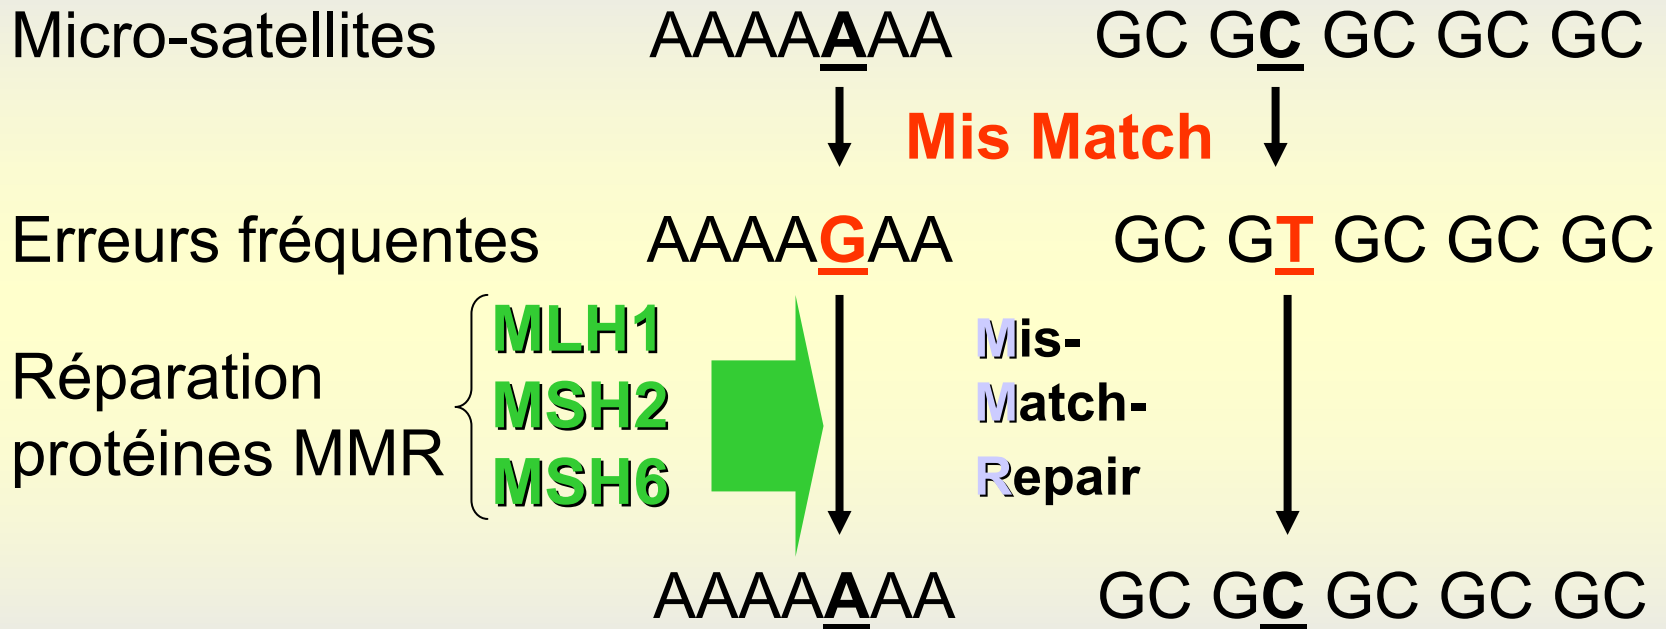 Micro-satellites AAAAAAA GC GC GC GC GC
Mis Match
Erreurs fréquentes AAAAGAA GC GT GC GC GC
MLH1
MSH2
MSH6
Réparation
protéines MMR
Mis-
Match-
Repair
AAAAAAA GC GC GC GC GC